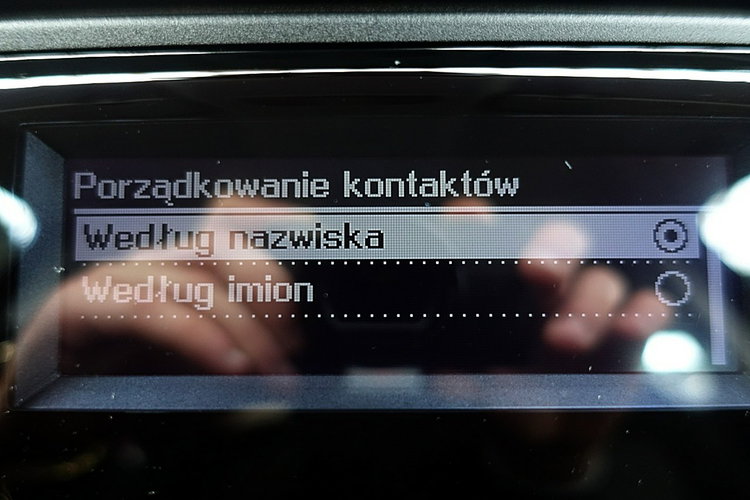 Porządkowanie kontaktów
Według nazwiska
Według imion